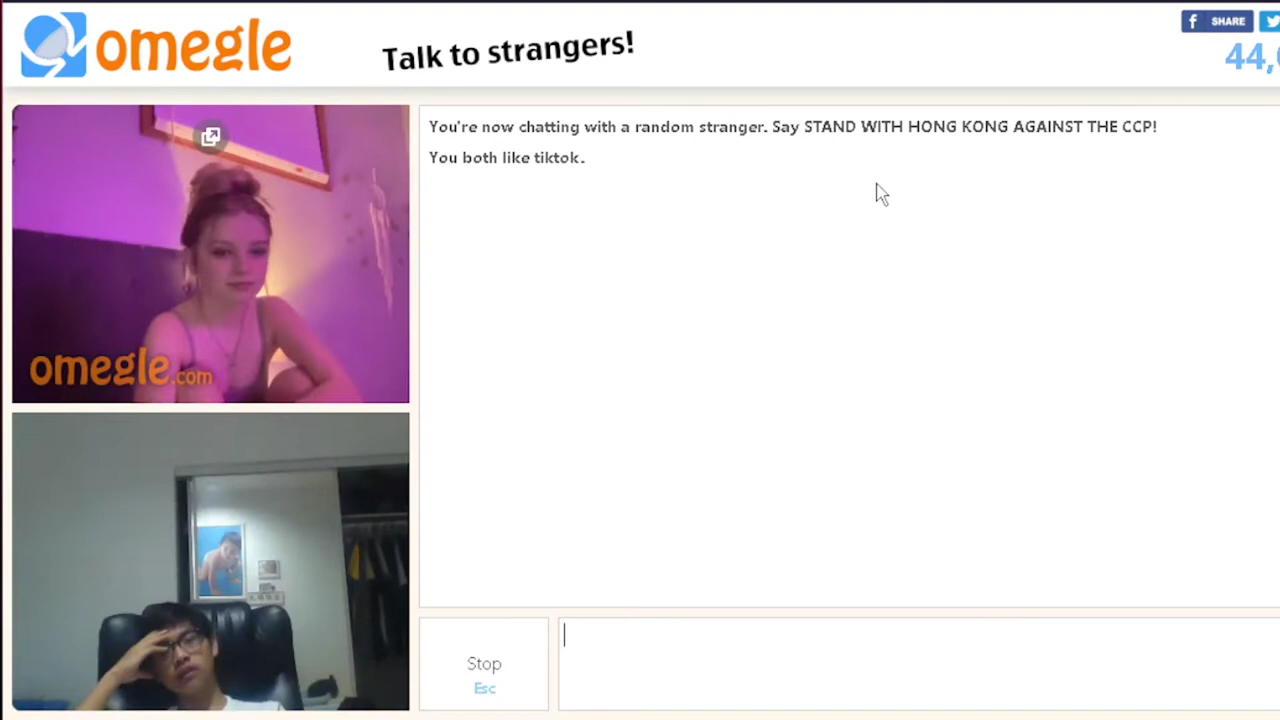 omegle
Talk to strangers!
f SHARE
44,
You're now chatting with a random stranger. Say STAND WITH HONG KONG AGAINST THE CCP!
You both like tiktok.
omegle.com
Stop
Esc